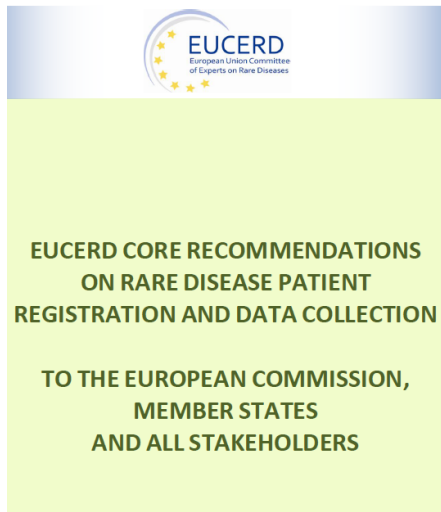 EUCERD
European Union Committee
of Experts on Rare Diseases
EUCERD CORE RECOMMENDATIONS
ON RARE DISEASE PATIENT
REGISTRATION AND DATA COLLECTION
TO THE EUROPEAN COMMISSION,
MEMBER STATES
AND ALL STAKEHOLDERS